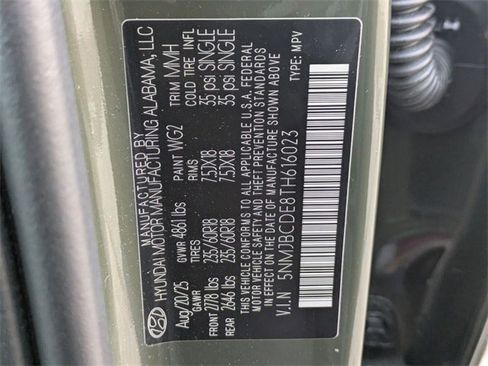 MANUFACTURED BY
HYUNDAI MOTOR MANUFACTURING ALABAMA, LLC
Aug/20/25 GVWR 4861 lbs PAINT WG2 TRIM MMH
GAWR TIRES RIMS COLD TIRE INFL
FRONT 2778 lbs 235/60R18 7.5JX18 35 psi SINGLE
REAR 2646 lbs 235/60R18 7.5JX18 35 psi SINGLE
THIS VEHICLE CONFORMS TO ALL APPLICABLE U.S.A. FEDERAL
MOTOR VEHICLE SAFETY AND THEFT PREVENTION STANDARDS
IN EFFECT ON THE DATE OF MANUFACTURE SHOWN ABOVE.
V.I.N 5NMJBCDE8TH616023 TYPE: MPV